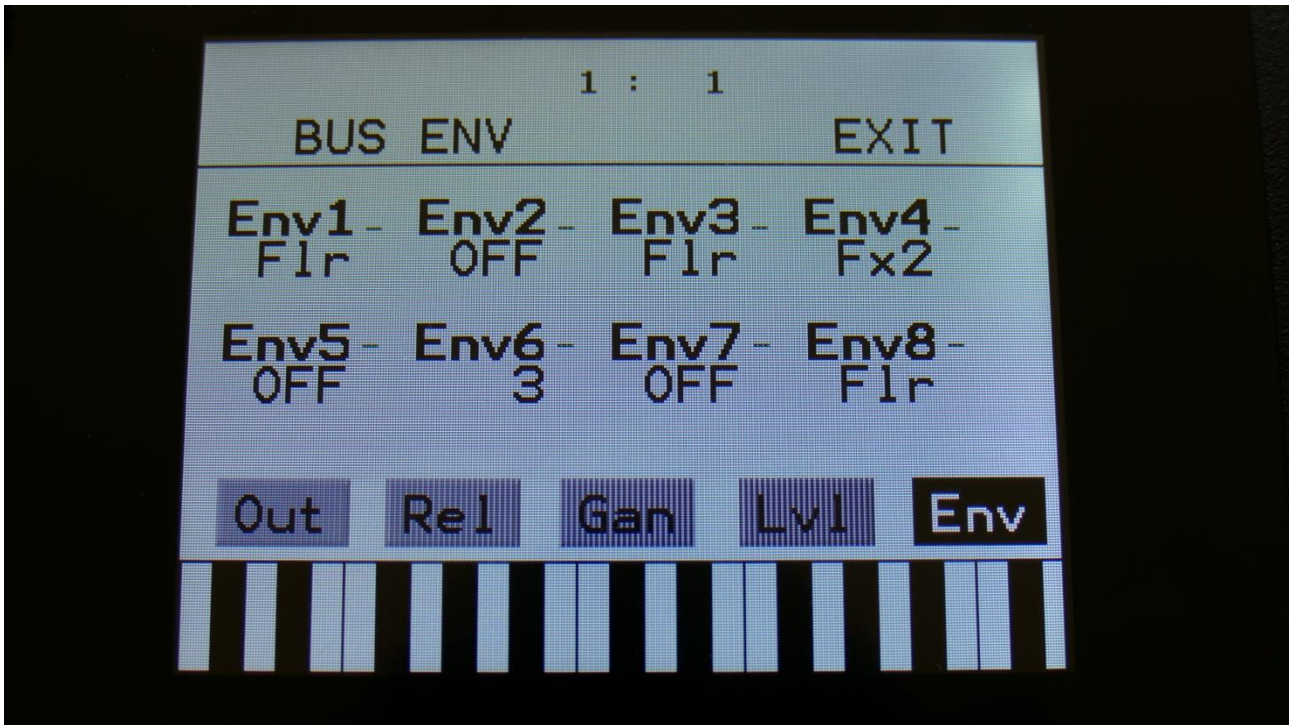 1 : 1
BUS ENV EXIT
Env1- Env2- Env3- Env4-
Flr OFF Flr Fx2
Env5- Env6- Env7- Env8-
OFF 3 OFF Flr
Out Rel Gan Lvl Env